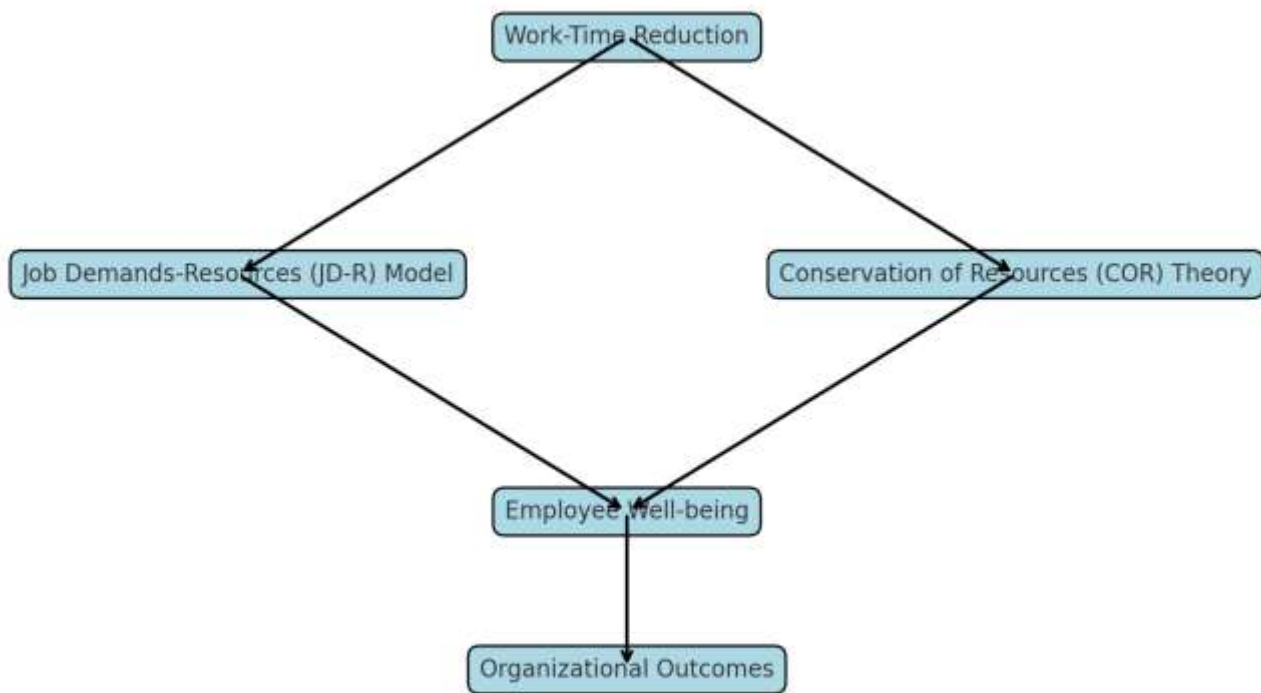 Work-Time Reduction
Job Demands-Resources (JD-R) Model
Conservation of Resources (COR) Theory
Employee Well-being
Organizational Outcomes